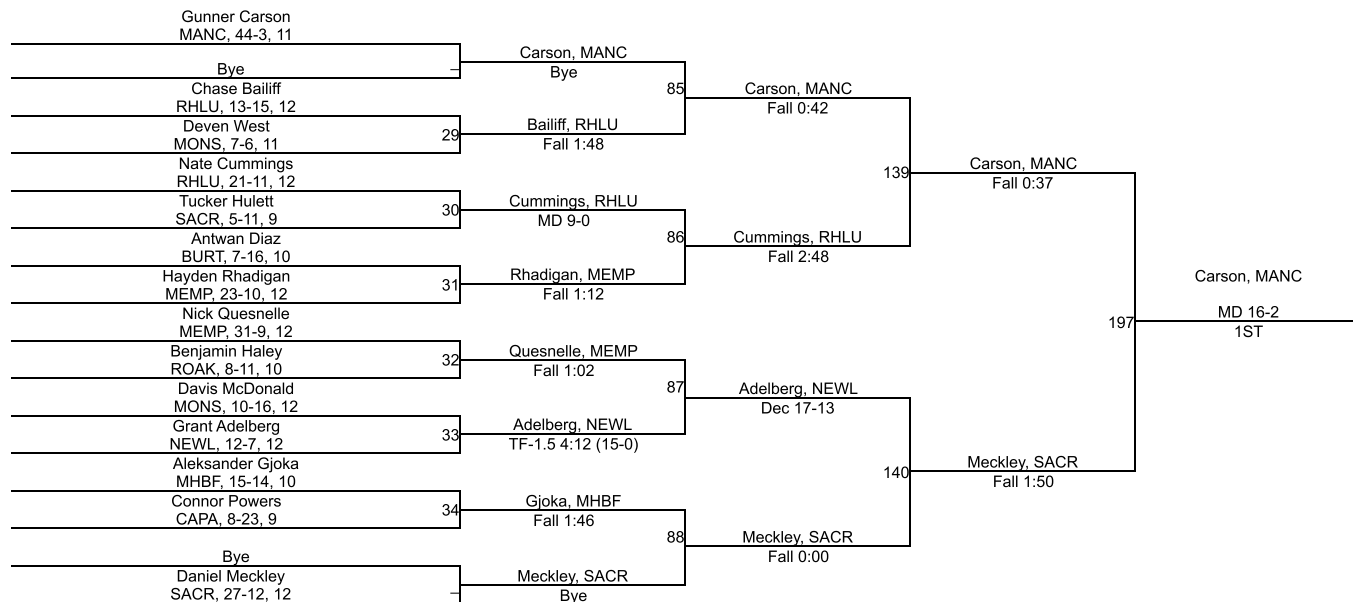 Gunner Carson
MANC, 44-3, 11
Bye
Chase Bailiff
RHLU, 13-15, 12
Deven West
MONS, 7-6, 11
Nate Cummings
RHLU, 21-11, 12
Tucker Hulett
SACR, 5-11, 9
Antwan Diaz
BURT, 7-16, 10
Hayden Rhadigan
MEMP, 23-10, 12
Nick Quesnelle
MEMP, 31-9, 12
Benjamin Haley
ROAK, 8-11, 10
Davis McDonald
MONS, 10-16, 12
Grant Adelberg
NEWL, 12-7, 12
Aleksander Gjoka
MHBF, 15-14, 10
Connor Powers
CAPA, 8-23, 9
Bye
Daniel Meckley
SACR, 27-12, 12
–
29
30
31
32
33
34
–
Carson, MANC
Bye
Bailiff, RHLU
Fall 1:48
Cummings, RHLU
MD 9-0
Rhadigan, MEMP
Fall 1:12
Quesnelle, MEMP
Fall 1:02
Adelberg, NEWL
TF-1.5 4:12 (15-0)
Gjoka, MHBF
Fall 1:46
Meckley, SACR
Bye
85
86
87
88
Carson, MANC
Fall 0:42
Cummings, RHLU
Fall 2:48
Adelberg, NEWL
Dec 17-13
Meckley, SACR
Fall 0:00
139
140
Carson, MANC
Fall 0:37
Meckley, SACR
Fall 1:50
197
Carson, MANC
MD 16-2
1ST